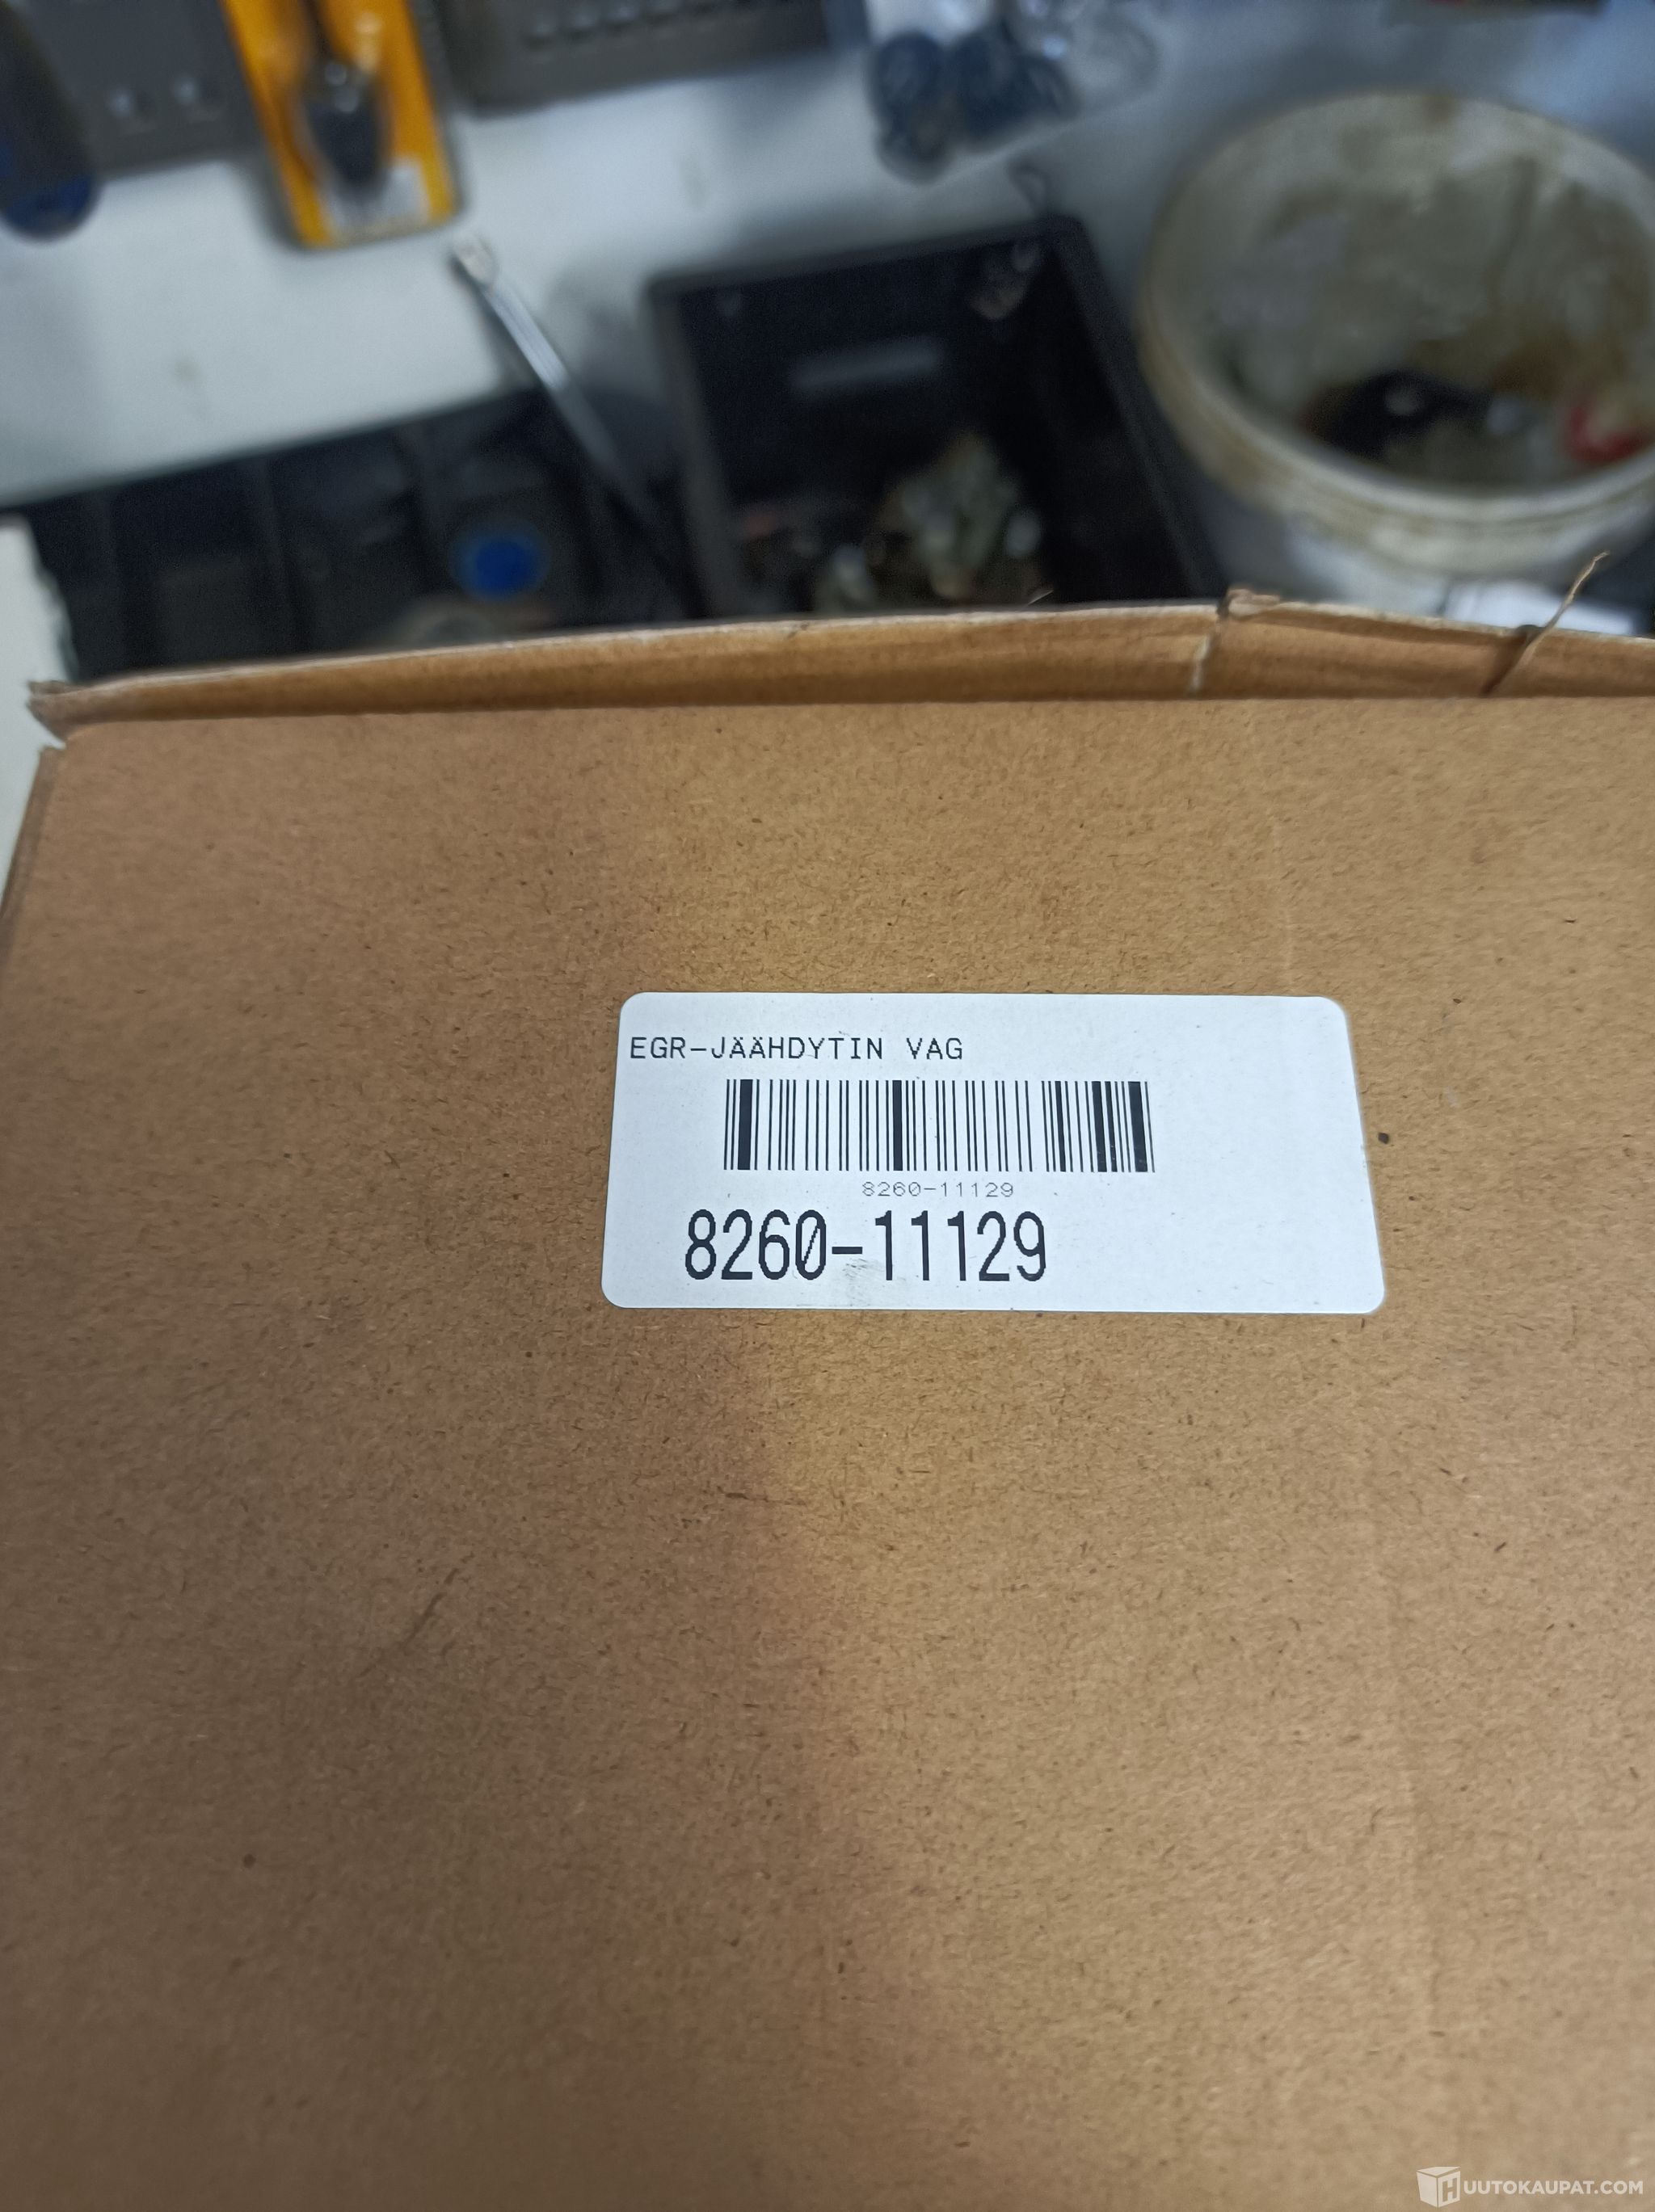 EGR-JÄÄHDYTIN VAG
8260-11129
8260-11129
HUUTOKAUPAT.COM